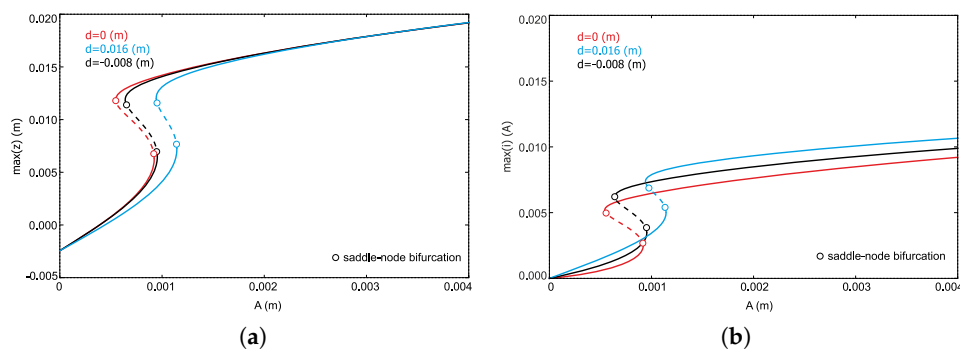 0.020
0.015
0.010
0.005
0.000
-0.005
max(z) (m)
d=0 (m)
d=0.016 (m)
d=-0.008 (m)
saddle-node bifurcation
0 0.001 0.002 0.003 0.004
A (m)
(a)
0.020
0.015
0.010
0.005
0.000
max(i) (A)
d=0 (m)
d=0.016 (m)
d=-0.008 (m)
saddle-node bifurcation
0 0.001 0.002 0.003 0.004
A (m)
(b)